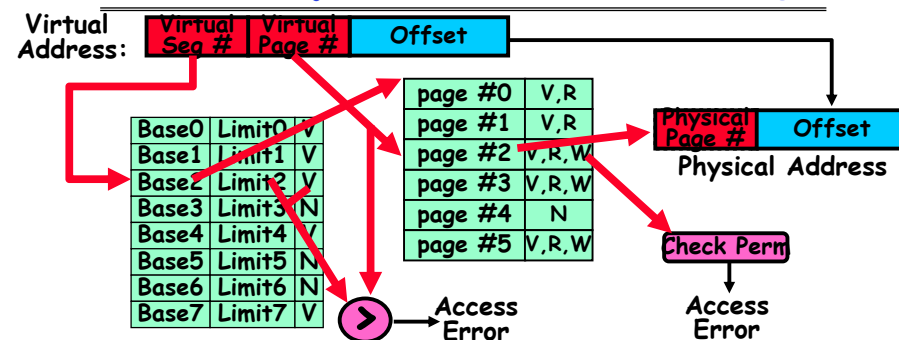 Virtual
Address:
Virtual
Seg #
Virtual
Page #
Offset
page #0 V,R
page #1 V,R
page #2 V,R,W
page #3 V,R,W
page #4 N
page #5 V,R,W
Physical
Page #
Offset
Physical Address
Base0 Limit0 V
Base1 Limit1 V
Base2 Limit2 V
Base3 Limit3 N
Base4 Limit4 V
Base5 Limit5 N
Base6 Limit6 N
Base7 Limit7 V
>
Access
Error
Check Perm
Access
Error